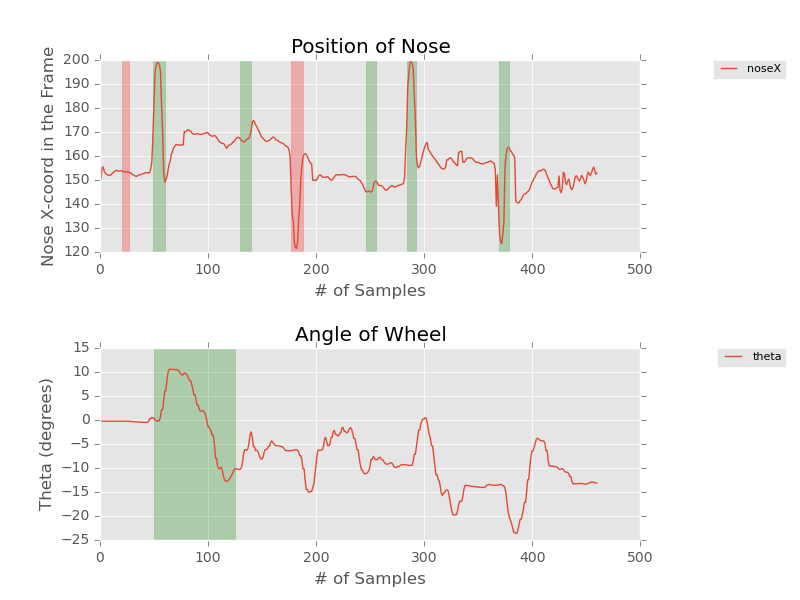 Position of Nose
Nose X-coord in the Frame
200
190
180
170
160
150
140
130
120
0 100 200 300 400 500
# of Samples
noseX
Angle of Wheel
Theta (degrees)
15
10
5
0
−5
−10
−15
−20
−25
0 100 200 300 400 500
# of Samples
theta